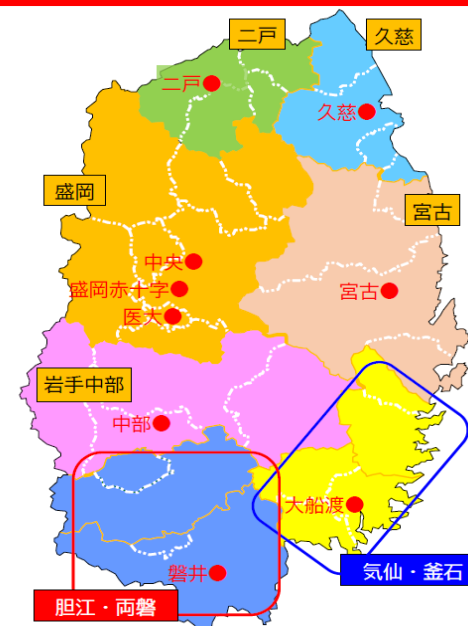 二戸
久慈
二戸
久慈
盛岡
宮古
中央
盛岡赤十字
宮古
医大
岩手中部
中部
大船渡
気仙・釜石
磐井
胆江・両磐